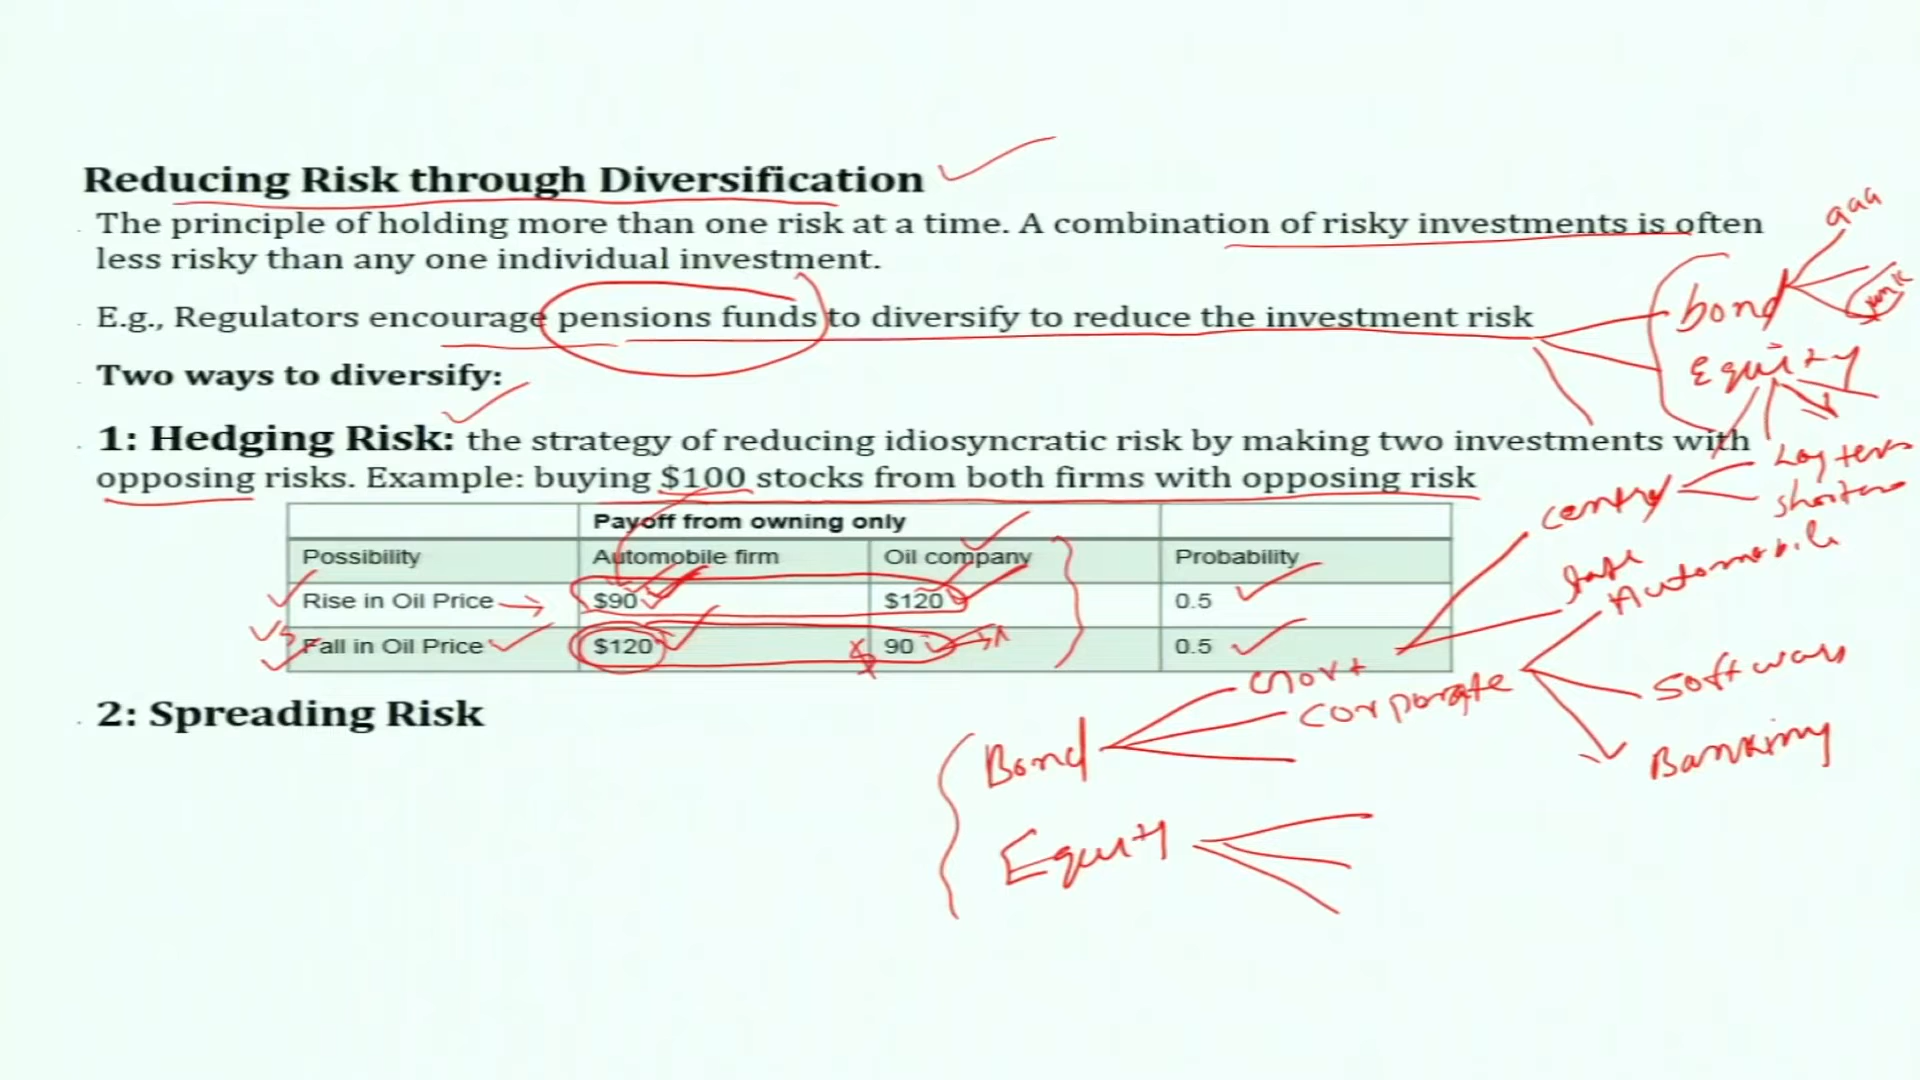 Reducing Risk through Diversification
The principle of holding more than one risk at a time. A combination of risky investments is often
less risky than any one individual investment.
E.g., Regulators encourage pensions funds to diversify to reduce the investment risk
Two ways to diversify:
1: Hedging Risk: the strategy of reducing idiosyncratic risk by making two investments with
opposing risks. Example: buying $100 stocks from both firms with opposing risk
Payoff from owning only
Possibility Automobile firm Oil company Probability
Rise in Oil Price $90 $120 0.5
Fall in Oil Price $120 $ 90 0.5
2: Spreading Risk
aaa
bond
junk
Equity
Automobile
Govt
corporate
Software
Banking
Bond
Equity